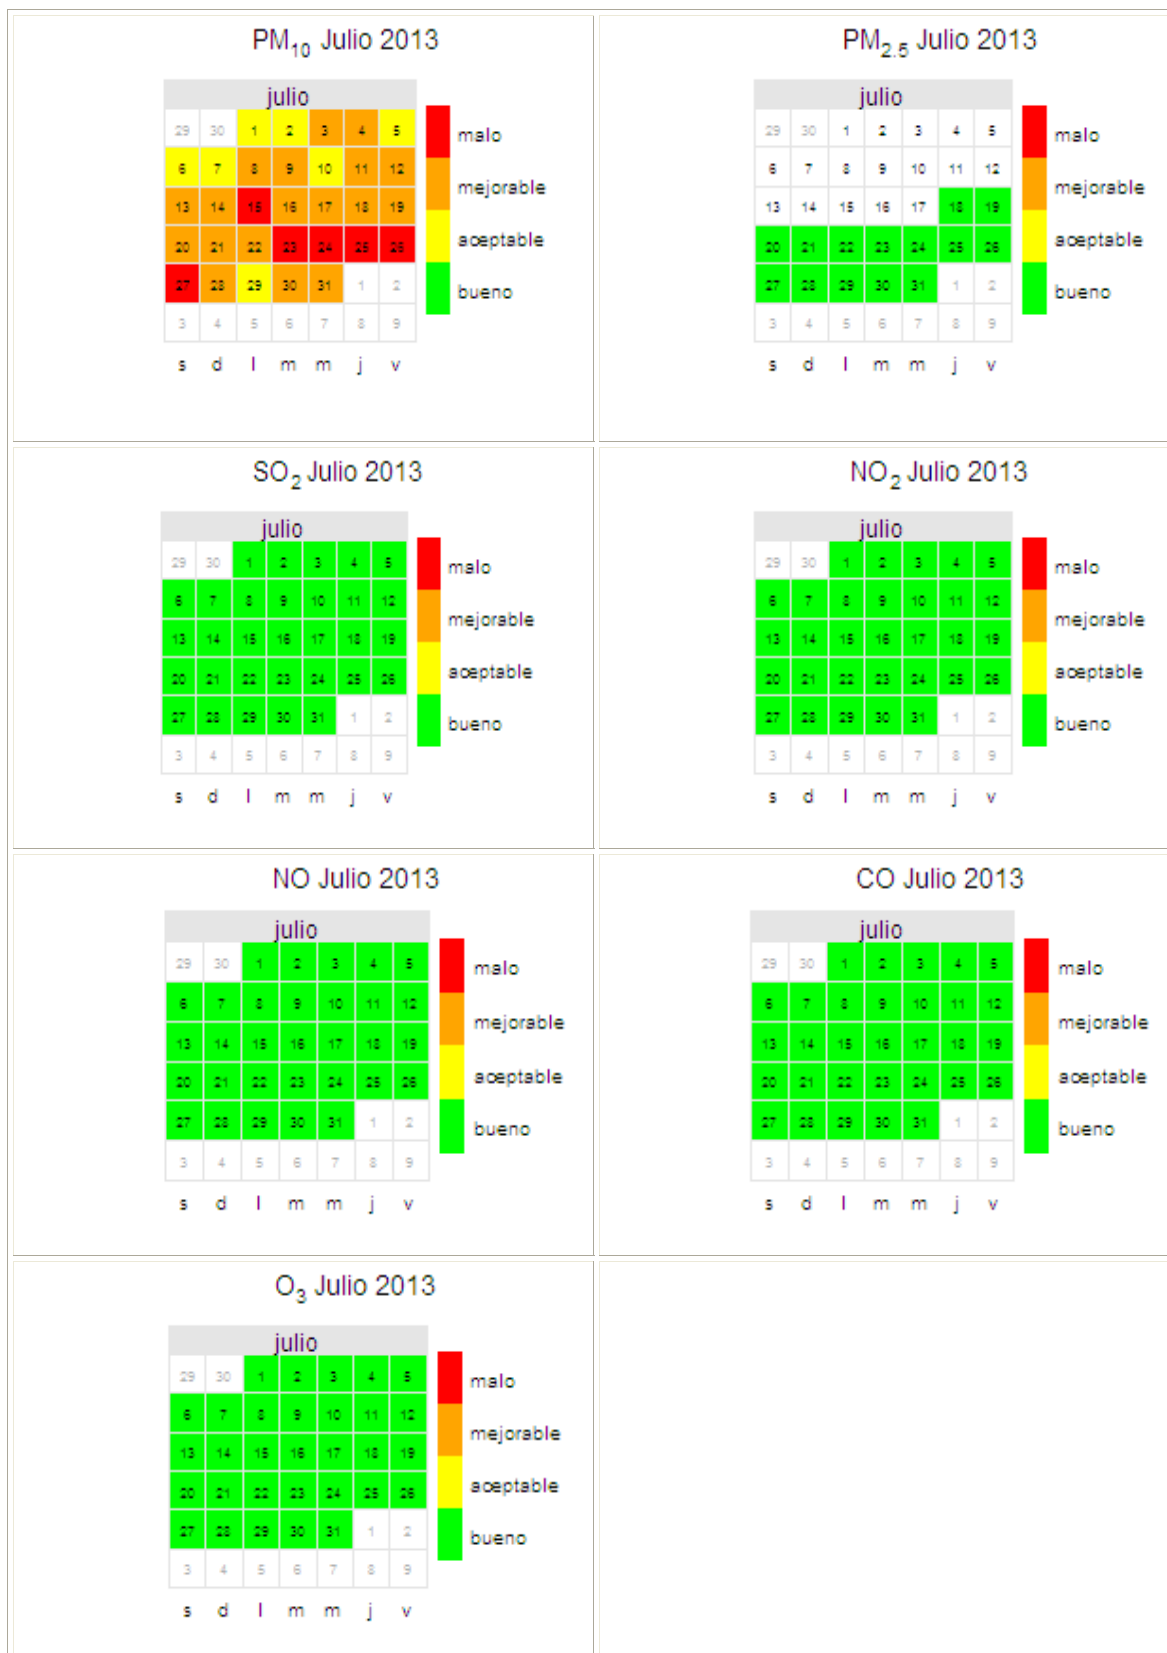 PM10 Julio 2013
julio
29 30 1 2 3 4 5
6 7 8 9 10 11 12
13 14 15 16 17 18 19
20 21 22 23 24 25 26
27 28 29 30 31 1 2
3 4 5 6 7 8 9
s d l m m j v
malo
mejorable
aceptable
bueno
PM2.5 Julio 2013
julio
29 30 1 2 3 4 5
6 7 8 9 10 11 12
13 14 15 16 17 18 19
20 21 22 23 24 25 26
27 28 29 30 31 1 2
3 4 5 6 7 8 9
s d l m m j v
malo
mejorable
aceptable
bueno
SO2 Julio 2013
julio
29 30 1 2 3 4 5
6 7 8 9 10 11 12
13 14 15 16 17 18 19
20 21 22 23 24 25 26
27 28 29 30 31 1 2
3 4 5 6 7 8 9
s d l m m j v
malo
mejorable
aceptable
bueno
NO2 Julio 2013
julio
29 30 1 2 3 4 5
6 7 8 9 10 11 12
13 14 15 16 17 18 19
20 21 22 23 24 25 26
27 28 29 30 31 1 2
3 4 5 6 7 8 9
s d l m m j v
malo
mejorable
aceptable
bueno
NO Julio 2013
julio
29 30 1 2 3 4 5
6 7 8 9 10 11 12
13 14 15 16 17 18 19
20 21 22 23 24 25 26
27 28 29 30 31 1 2
3 4 5 6 7 8 9
s d l m m j v
malo
mejorable
aceptable
bueno
CO Julio 2013
julio
29 30 1 2 3 4 5
6 7 8 9 10 11 12
13 14 15 16 17 18 19
20 21 22 23 24 25 26
27 28 29 30 31 1 2
3 4 5 6 7 8 9
s d l m m j v
malo
mejorable
aceptable
bueno
O3 Julio 2013
julio
29 30 1 2 3 4 5
6 7 8 9 10 11 12
13 14 15 16 17 18 19
20 21 22 23 24 25 26
27 28 29 30 31 1 2
3 4 5 6 7 8 9
s d l m m j v
malo
mejorable
aceptable
bueno